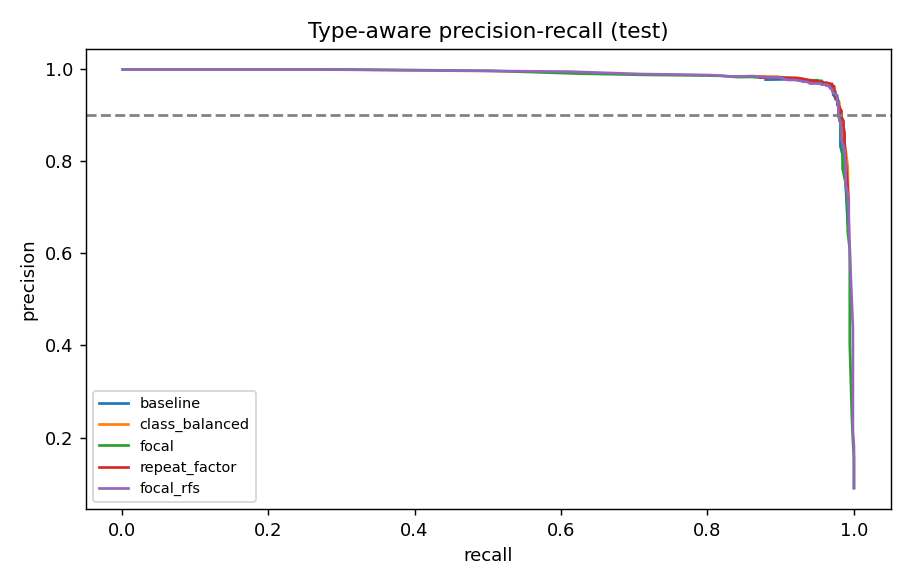 Type-aware precision-recall (test)
precision
1.0
0.8
0.6
0.4
0.2
baseline
class_balanced
focal
repeat_factor
focal_rfs
0.0
0.2
0.4
0.6
0.8
1.0
recall